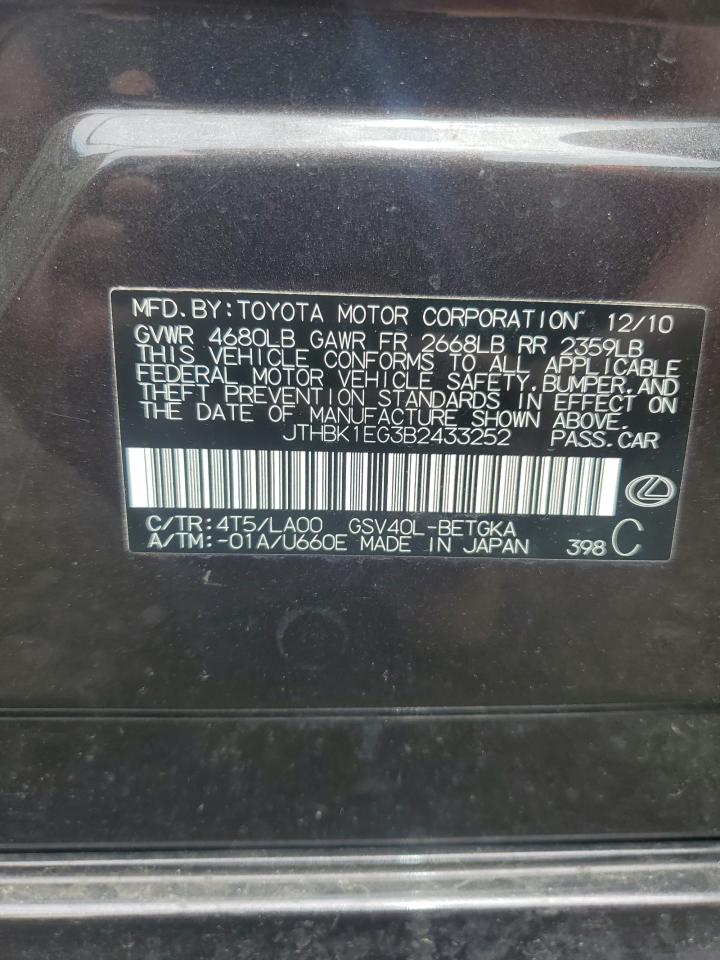 MFD.BY:TOYOTA MOTOR CORPORATION 12/10
GVWR 4680LB GAWR FR 2668LB RR 2359LB
THIS VEHICLE CONFORMS TO ALL APPLICABLE
FEDERAL MOTOR VEHICLE SAFETY,BUMPER,AND
THEFT PREVENTION STANDARDS IN EFFECT ON
THE DATE OF MANUFACTURE SHOWN ABOVE.
JTHBK1EG3B2433252 PASS.CAR
C/TR:4T5/LA00 GSV40L-BETGKA
A/TM:-01A/U660E MADE IN JAPAN 398 C